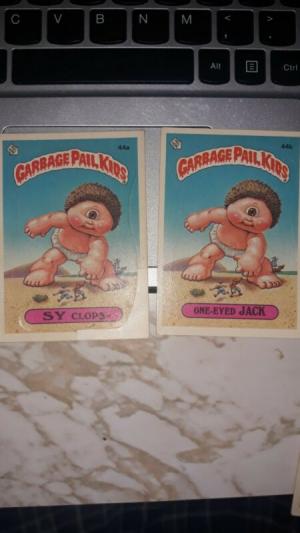 C V B N M < >
, .
Alt Ctrl
44a
GARBAGE PAIL KIDS
SY CLOPS
44b
GARBAGE PAIL KIDS
ONE-EYED JACK